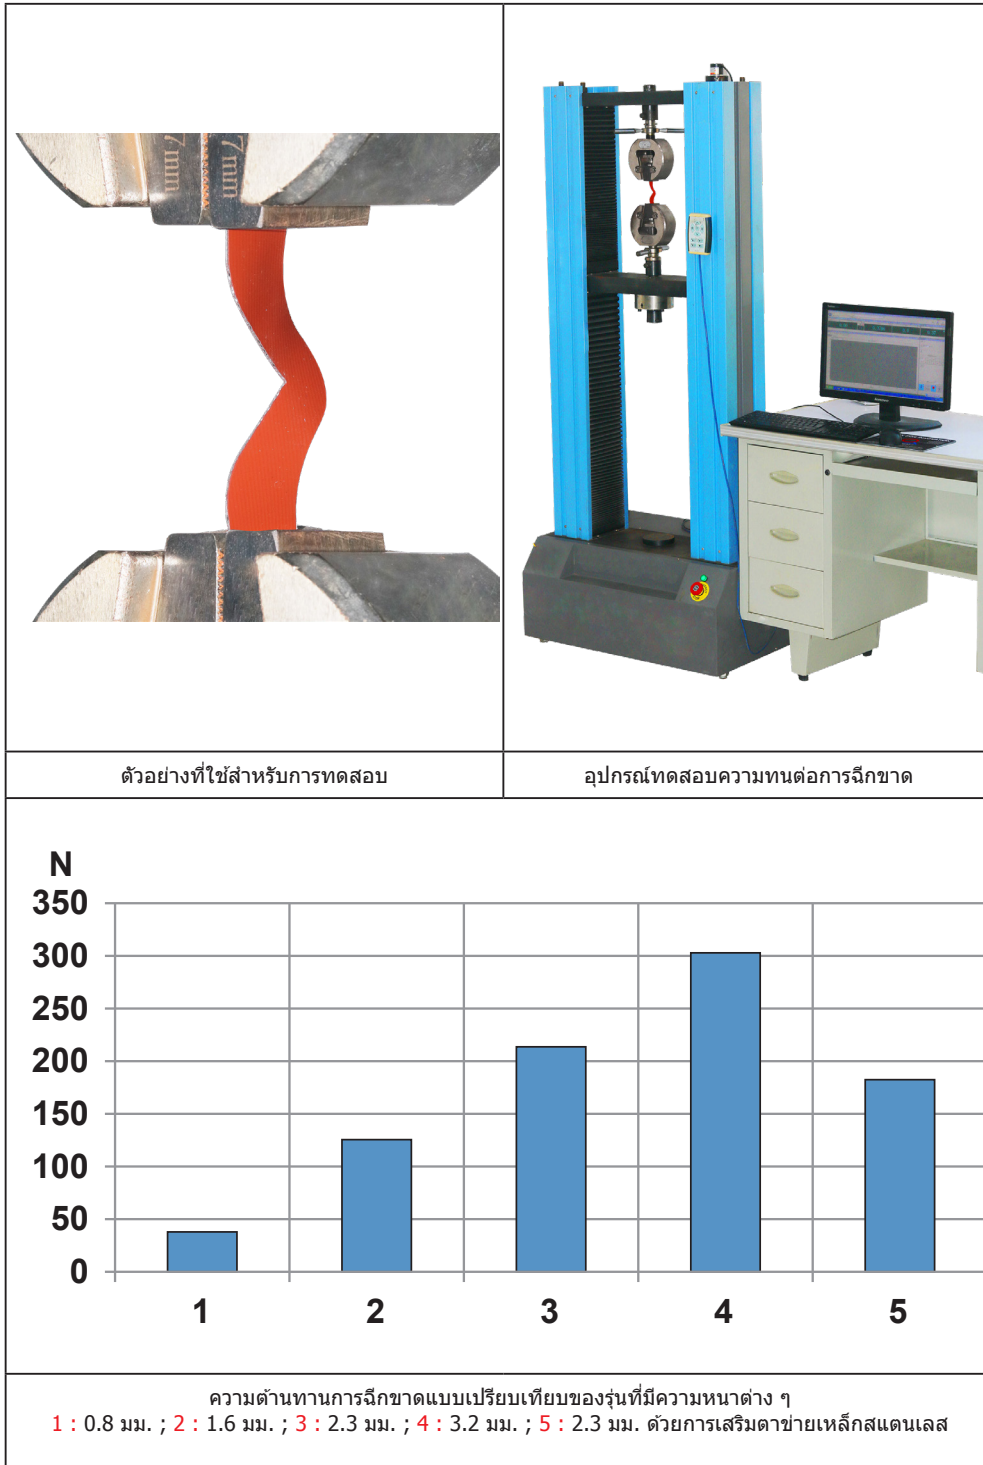 7 mm
7 mm
ตัวอย่างที่ใช้สำหรับการทดสอบ
อุปกรณ์ทดสอบความทนต่อการฉีกขาด
N
350
300
250
200
150
100
50
0
1 2 3 4 5
ความต้านทานการฉีกขาดแบบเปรียบเทียบของรุ่นที่มีความหนาต่าง ๆ
1 : 0.8 มม. ; 2 : 1.6 มม. ; 3 : 2.3 มม. ; 4 : 3.2 มม. ; 5 : 2.3 มม. ด้วยการเสริมตาข่ายเหล็กสแตนเลส